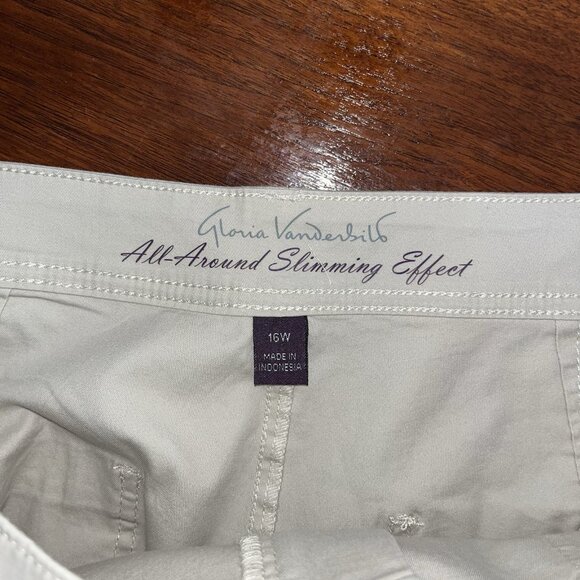 Gloria Vanderbilt
All-Around Slimming Effect
16W
MADE IN
INDONESIA